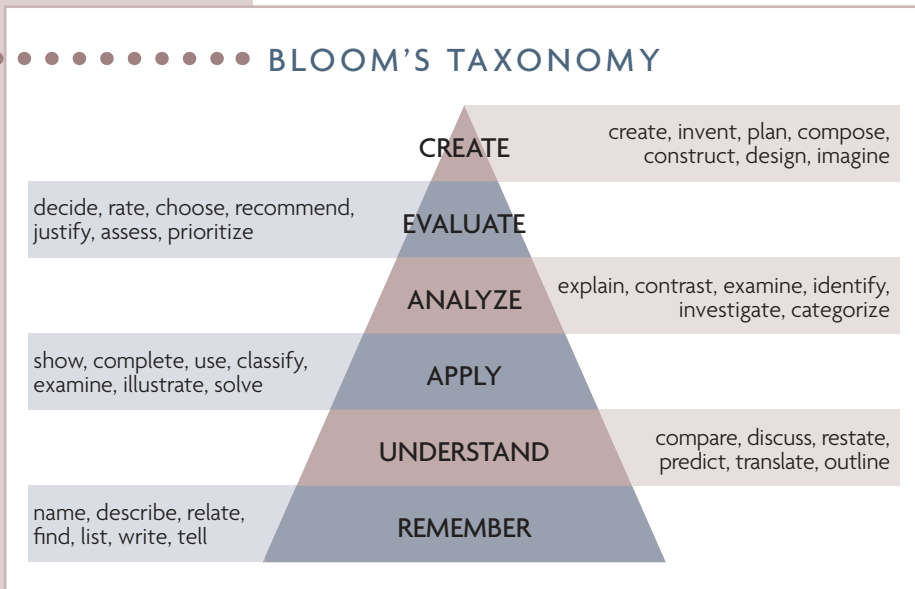 BLOOM'S TAXONOMY
CREATE
create, invent, plan, compose,
construct, design, imagine
decide, rate, choose, recommend,
justify, assess, prioritize
EVALUATE
ANALYZE
explain, contrast, examine, identify,
investigate, categorize
show, complete, use, classify,
examine, illustrate, solve
APPLY
UNDERSTAND
compare, discuss, restate,
predict, translate, outline
name, describe, relate,
find, list, write, tell
REMEMBER